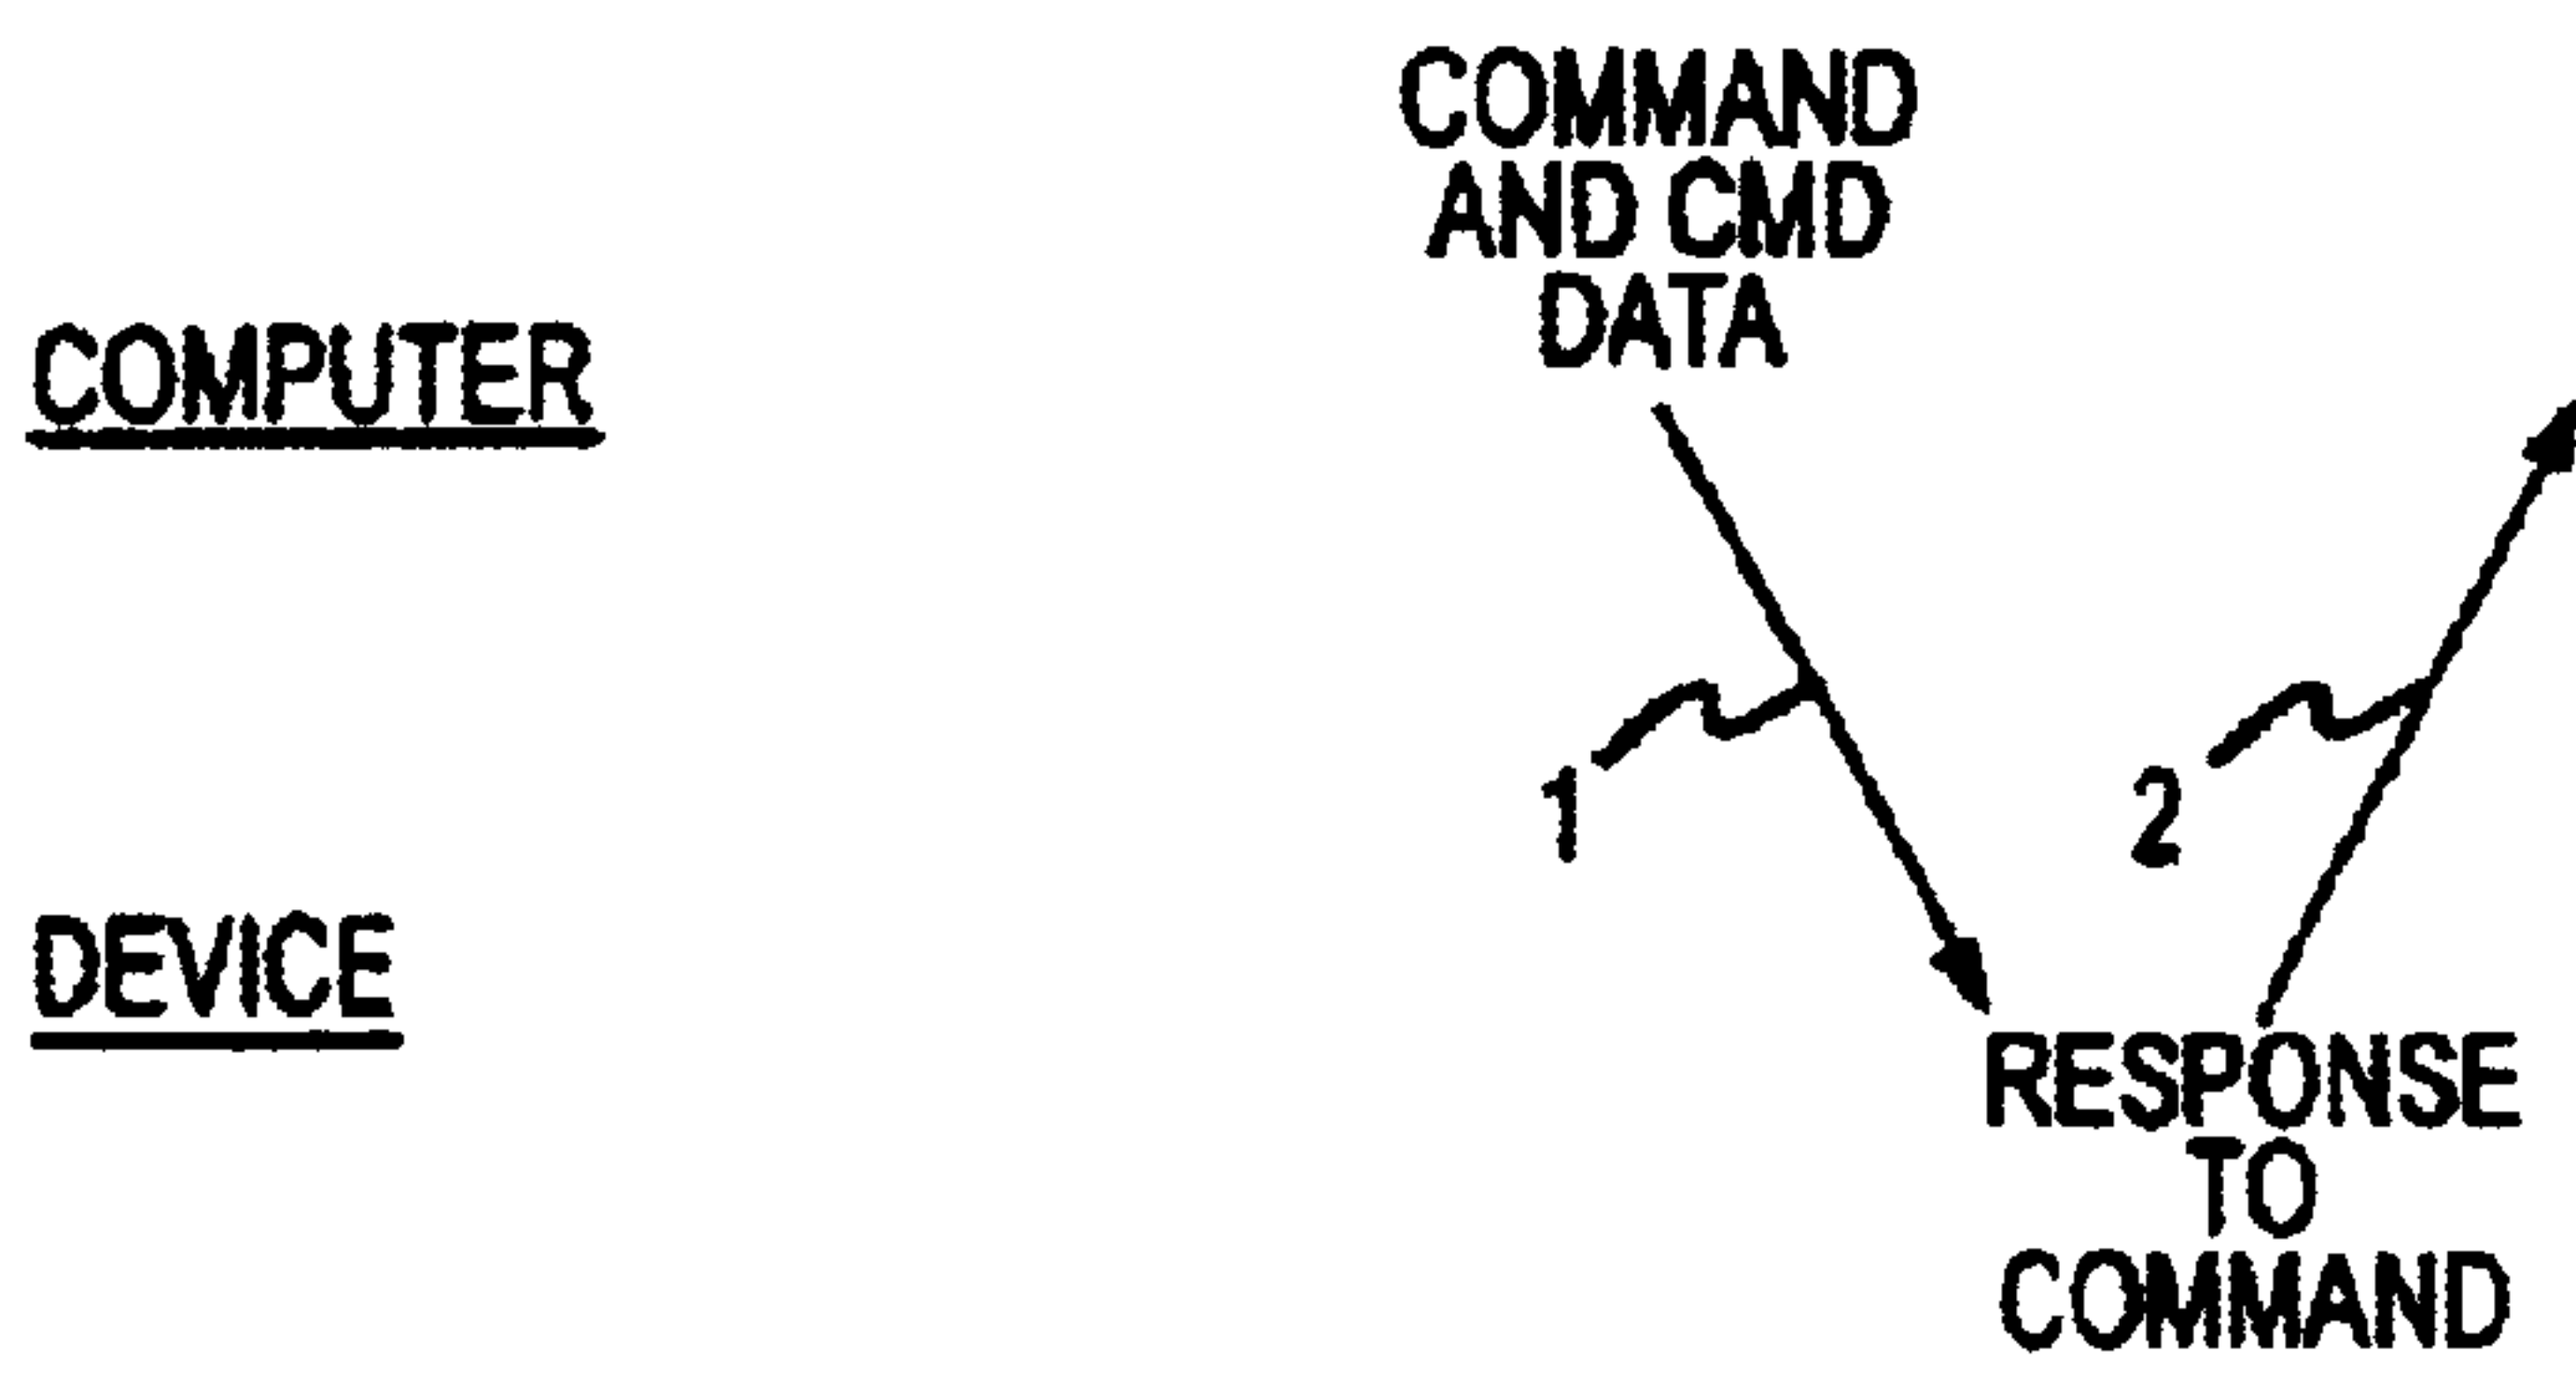 COMMAND
AND CMD
DATA
COMPUTER
1
2
DEVICE
RESPONSE
TO
COMMAND